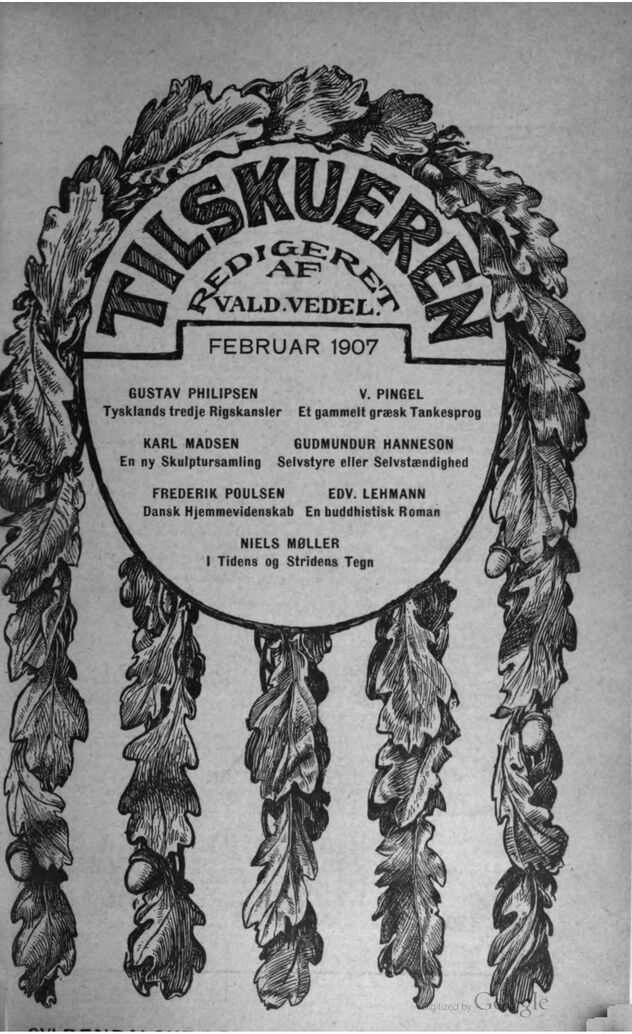 TILSKUEREN
REDIGERET
AF
VALD. VEDEL.
FEBRUAR 1907
GUSTAV PHILIPSEN
Tysklands tredje Rigskansler
V. PINGEL
Et gammelt græsk Tankesprog
KARL MADSEN
En ny Skulptursamling
GUDMUNDUR HANNESON
Selvstyre eller Selvstændighed
FREDERIK POULSEN
Dansk Hjemmevidenskab
EDV. LEHMANN
En buddhistisk Roman
NIELS MØLLER
I Tidens og Stridens Tegn
Digitized by Google